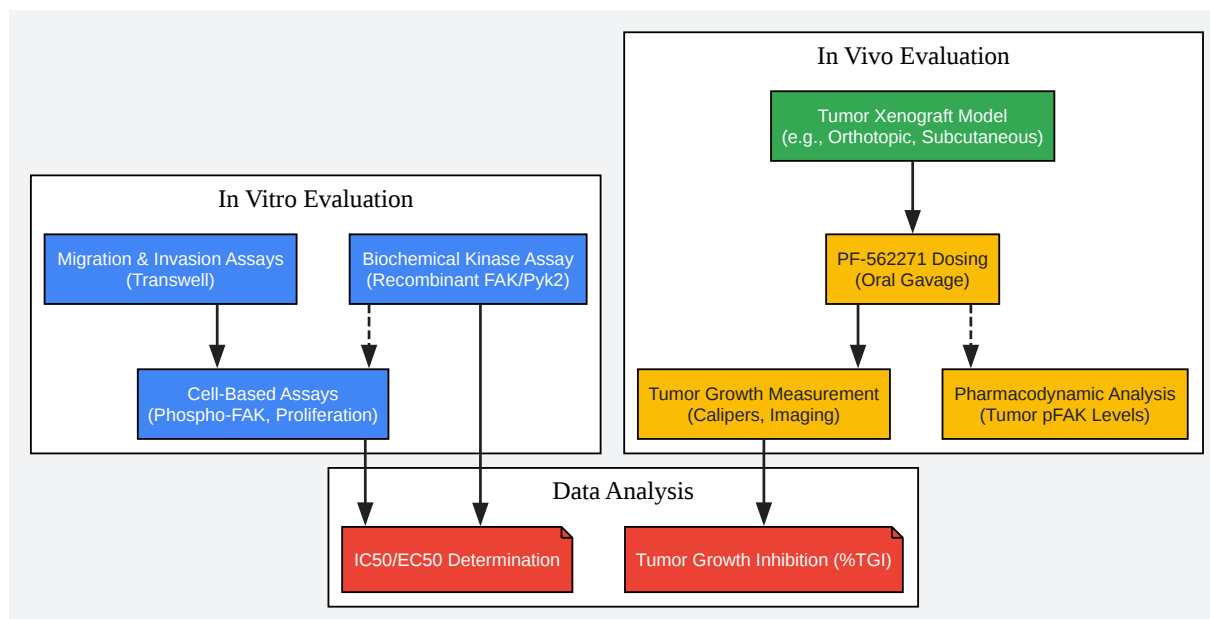 In Vitro Evaluation
Migration & Invasion Assays
(Transwell)
Biochemical Kinase Assay
(Recombinant FAK/Pyk2)
Cell-Based Assays
(Phospho-FAK, Proliferation)
In Vivo Evaluation
Tumor Xenograft Model
(e.g., Orthotopic, Subcutaneous)
PF-562271 Dosing
(Oral Gavage)
Tumor Growth Measurement
(Calipers, Imaging)
Pharmacodynamic Analysis
(Tumor pFAK Levels)
Data Analysis
IC50/EC50 Determination
Tumor Growth Inhibition (%TGI)